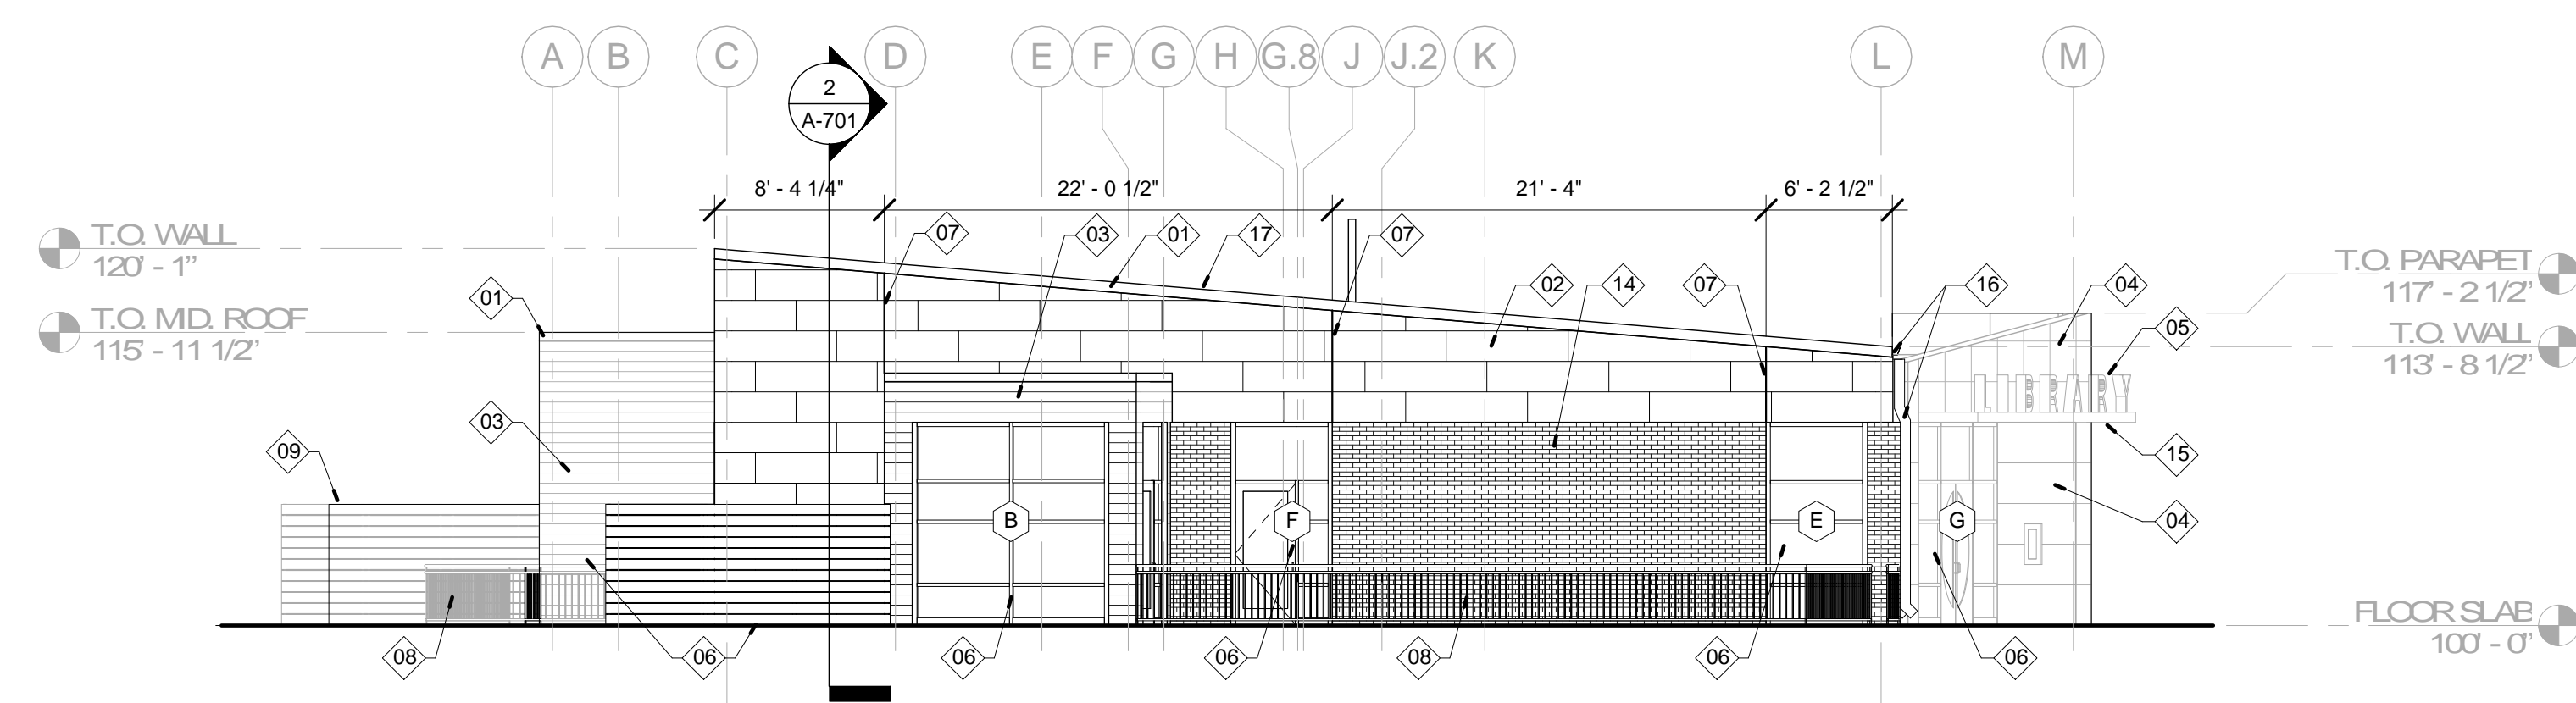 A B C D E F G H G.8 J J.2 K L M
2
A-701
8' - 4 1/4" 22' - 0 1/2" 21' - 4" 6' - 2 1/2"
T.O. WALL
120' - 1"
07 03 01 17 07
T.O. PARAPET
117' - 2 1/2"
01 02 14 07 16 04
T.O. MID. ROOF
115' - 11 1/2"
05
T.O. WALL
113' - 8 1/2"
LIBRARY
03
09 15
B F E G 04
08 06 06 06 08 06 06
FLOOR SLAB
100' - 0"